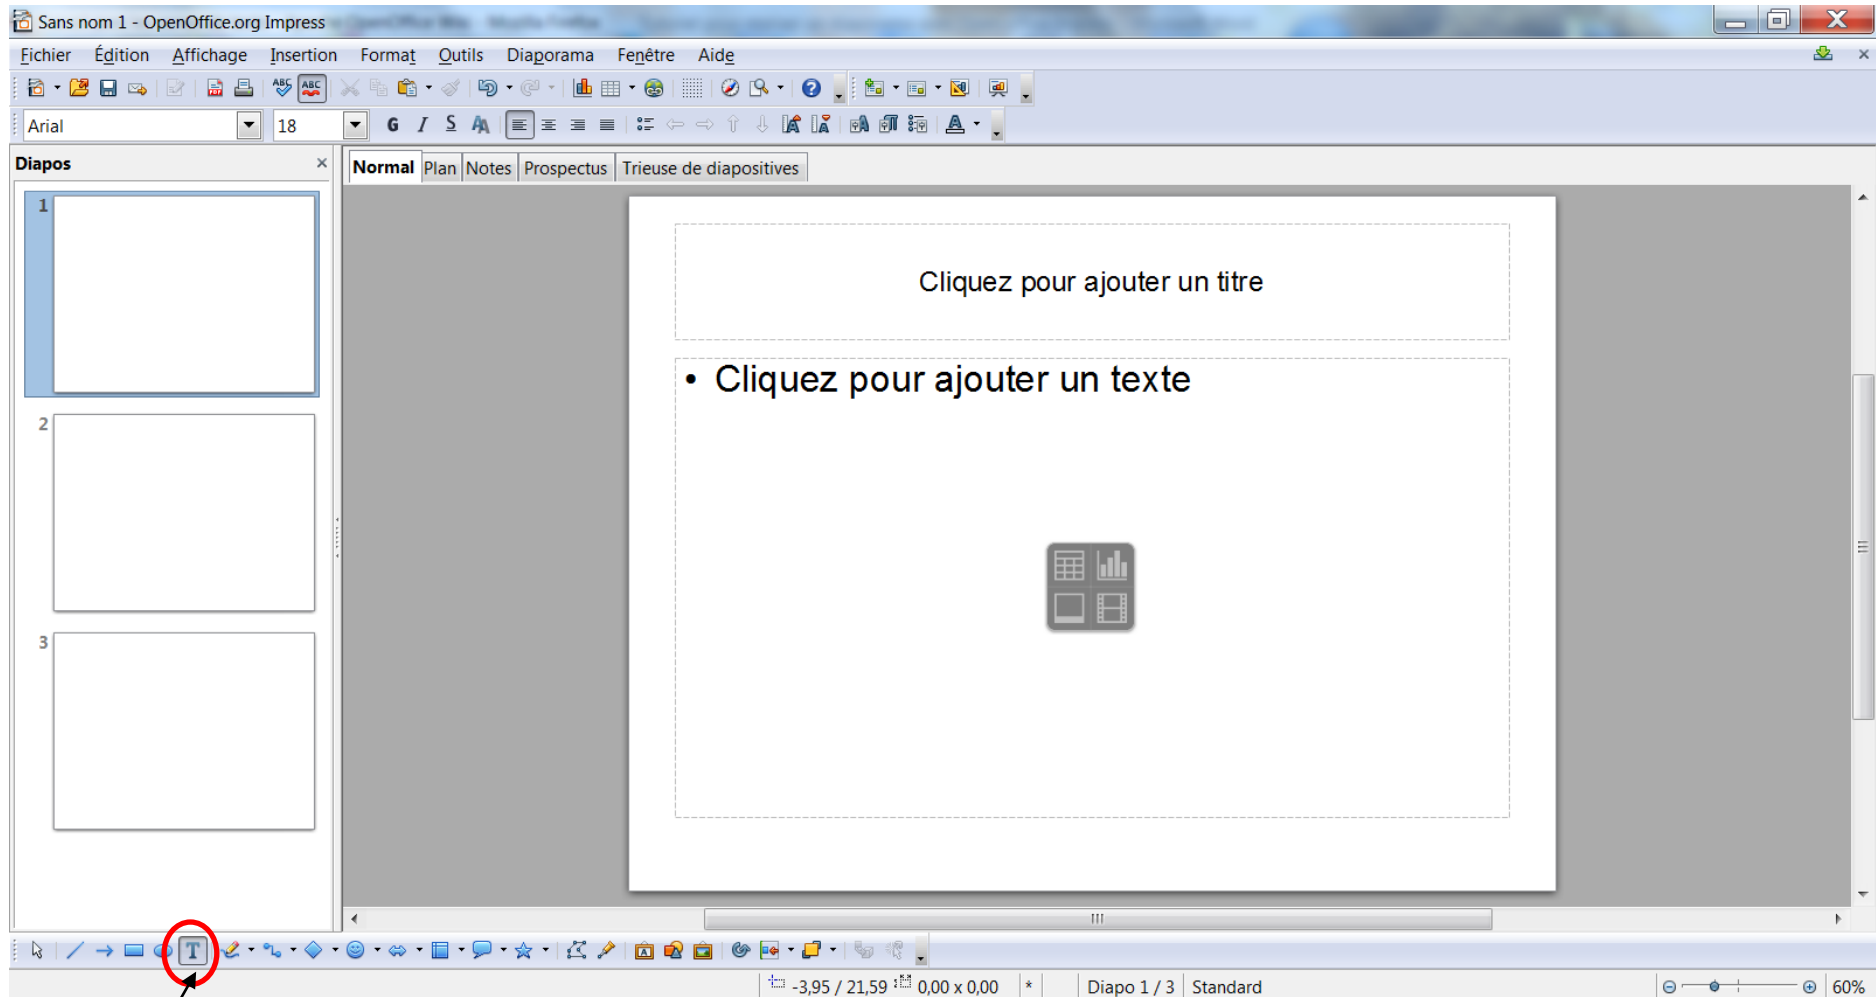 Sans nom 1 - OpenOffice.org Impress
Fichier Édition Affichage Insertion Format Outils Diaporama Fenêtre Aide
Arial 18 G I S A A
Diapos
Normal Plan Notes Prospectus Trieuse de diapositives
1
Cliquez pour ajouter un titre
• Cliquez pour ajouter un texte
2
3
T
-3,95 / 21,59 0,00 x 0,00 * Diapo 1 / 3 Standard 60%